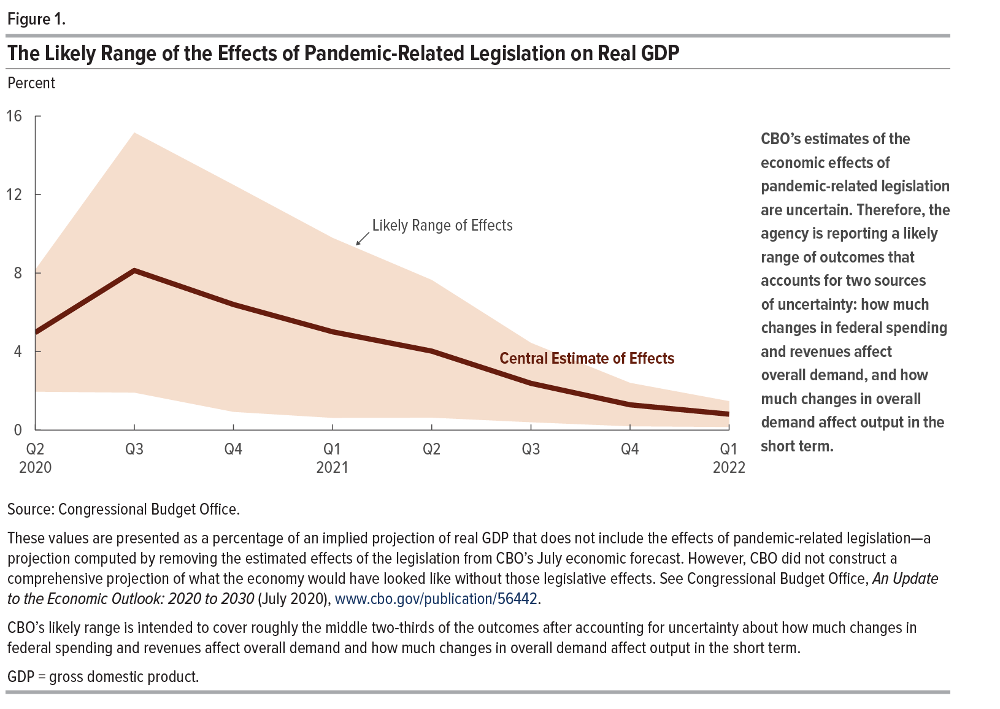 Figure 1.
The Likely Range of the Effects of Pandemic-Related Legislation on Real GDP
Percent
16
12
8
4
0
Likely Range of Effects
Central Estimate of Effects
Q2 Q3 Q4 Q1 Q2 Q3 Q4 Q1
2020 2021 2022
CBO’s estimates of the
economic effects of
pandemic-related legislation
are uncertain. Therefore, the
agency is reporting a likely
range of outcomes that
accounts for two sources
of uncertainty: how much
changes in federal spending
and revenues affect
overall demand, and how
much changes in overall
demand affect output in the
short term.
Source: Congressional Budget Office.
These values are presented as a percentage of an implied projection of real GDP that does not include the effects of pandemic-related legislation—a
projection computed by removing the estimated effects of the legislation from CBO’s July economic forecast. However, CBO did not construct a
comprehensive projection of what the economy would have looked like without those legislative effects. See Congressional Budget Office, An Update
to the Economic Outlook: 2020 to 2030 (July 2020), www.cbo.gov/publication/56442.
CBO’s likely range is intended to cover roughly the middle two-thirds of the outcomes after accounting for uncertainty about how much changes in
federal spending and revenues affect overall demand and how much changes in overall demand affect output in the short term.
GDP = gross domestic product.